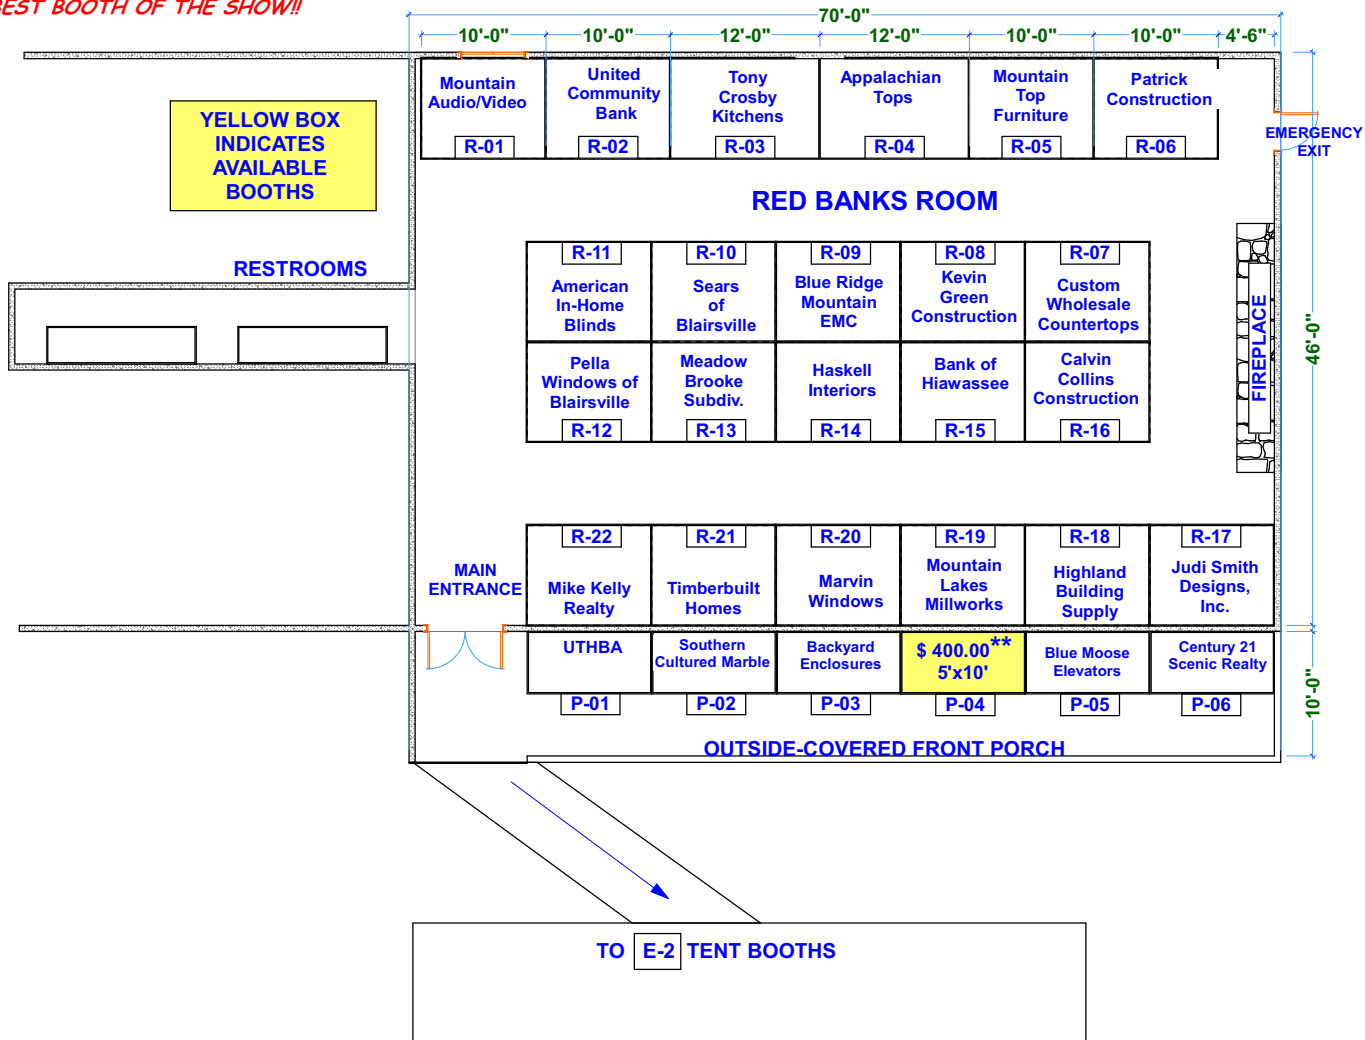 BEST BOOTH OF THE SHOW!!
70'-0"
10'-0" 10'-0" 12'-0" 12'-0" 10'-0" 10'-0" 4'-6"
YELLOW BOX
INDICATES
AVAILABLE
BOOTHS
Mountain
Audio/Video
R-01
United
Community
Bank
R-02
Tony
Crosby
Kitchens
R-03
Appalachian
Tops
R-04
Mountain
Top
Furniture
R-05
Patrick
Construction
R-06
EMERGENCY
EXIT
RED BANKS ROOM
RESTROOMS
R-11
American
In-Home
Blinds
R-10
Sears
of
Blairsville
R-09
Blue Ridge
Mountain
EMC
R-08
Kevin
Green
Construction
R-07
Custom
Wholesale
Countertops
FIREPLACE
46'-0"
Pella
Windows of
Blairsville
R-12
Meadow
Brooke
Subdiv.
R-13
Haskell
Interiors
R-14
Bank of
Hiawassee
R-15
Calvin
Collins
Construction
R-16
MAIN
ENTRANCE
R-22
Mike Kelly
Realty
R-21
Timberbuilt
Homes
R-20
Marvin
Windows
R-19
Mountain
Lakes
Millworks
R-18
Highland
Building
Supply
R-17
Judi Smith
Designs,
Inc.
UTHBA
P-01
Southern
Cultured Marble
P-02
Backyard
Enclosures
P-03
$ 400.00**
5'x10'
P-04
Blue Moose
Elevators
P-05
Century 21
Scenic Realty
P-06
10'-0"
OUTSIDE-COVERED FRONT PORCH
TO E-2 TENT BOOTHS